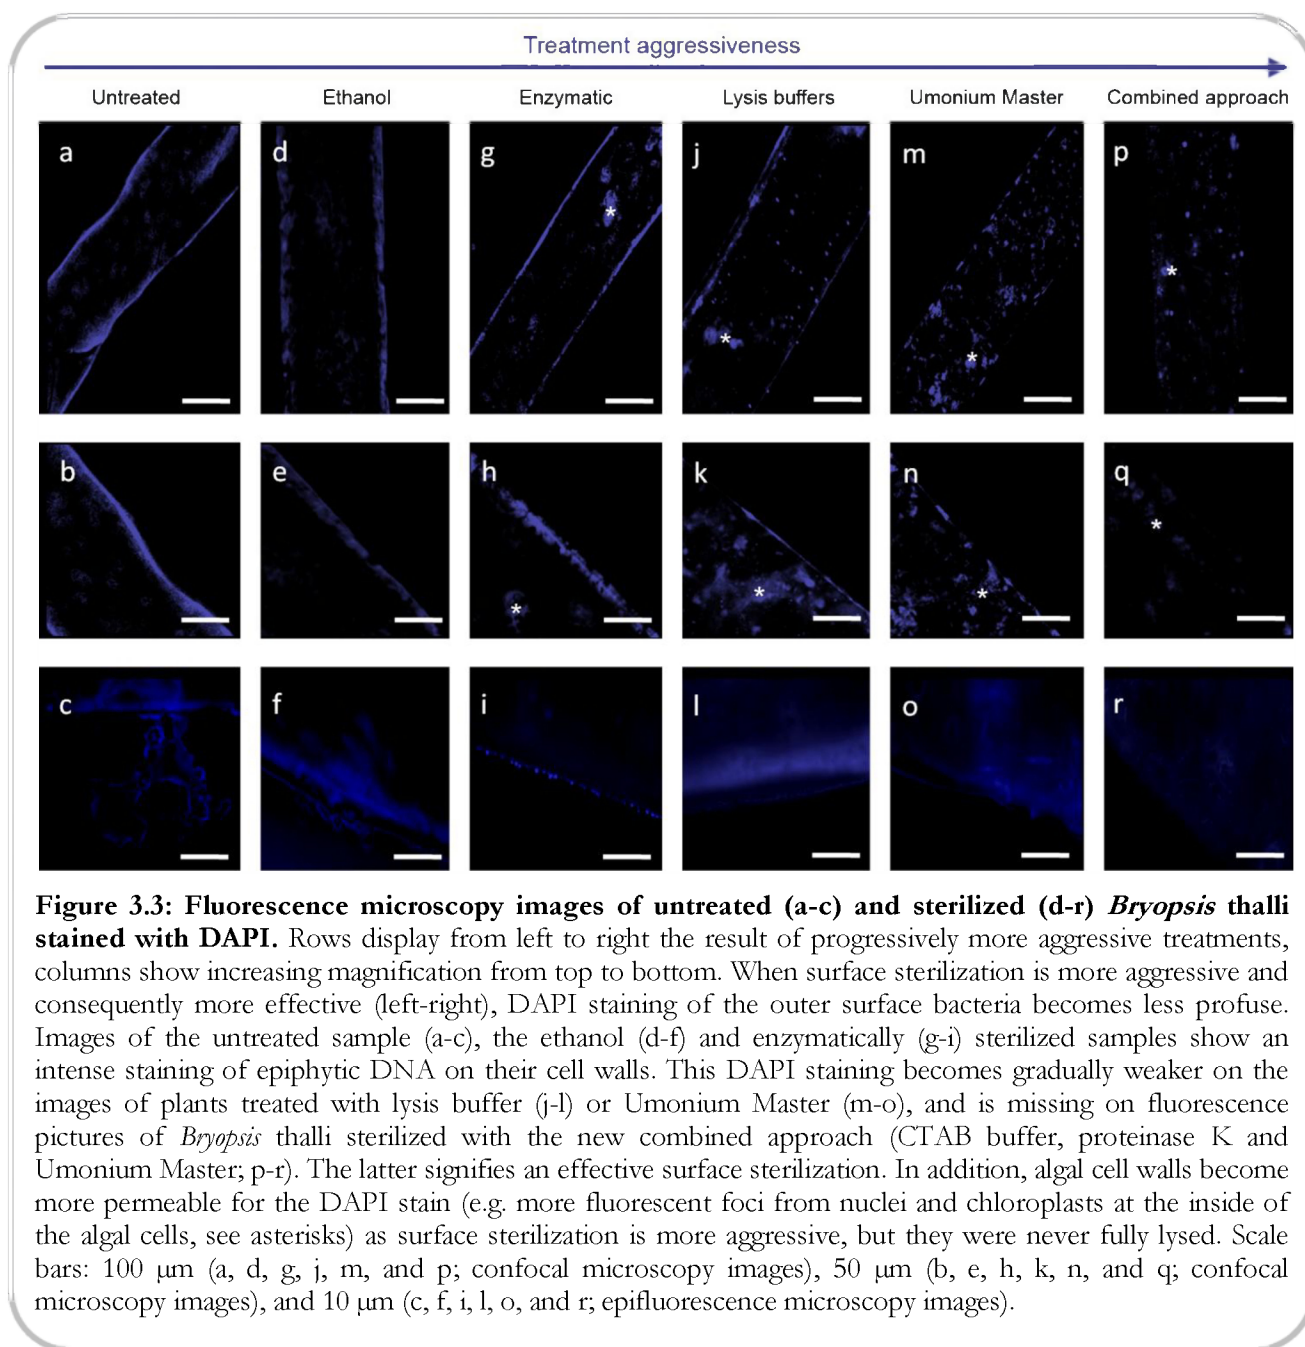 Treatment aggressiveness
Untreated Ethanol Enzymatic Lysis buffers Umonium Master Combined approach
a d g j m p
* * * *
b e h k n q
* * * *
c f i l o r
Figure 3.3: Fluorescence microscopy images of untreated (a-c) and sterilized (d-r) Bryopsis thalli
stained with DAPI. Rows display from left to right the result of progressively more aggressive treatments,
columns show increasing magnification from top to bottom. When surface sterilization is more aggressive and
consequently more effective (left-right), DAPI staining of the outer surface bacteria becomes less profuse.
Images of the untreated sample (a-c), the ethanol (d-f) and enzymatically (g-i) sterilized samples show an
intense staining of epiphytic DNA on their cell walls. This DAPI staining becomes gradually weaker on the
images of plants treated with lysis buffer (j-l) or Umonium Master (m-o), and is missing on fluorescence
pictures of Bryopsis thalli sterilized with the new combined approach (CTAB buffer, proteinase K and
Umonium Master; p-r). The latter signifies an effective surface sterilization. In addition, algal cell walls become
more permeable for the DAPI stain (e.g. more fluorescent foci from nuclei and chloroplasts at the inside of
the algal cells, see asterisks) as surface sterilization is more aggressive, but they were never fully lysed. Scale
bars: 100 µm (a, d, g, j, m, and p; confocal microscopy images), 50 µm (b, e, h, k, n, and q; confocal
microscopy images), and 10 µm (c, f, i, l, o, and r; epifluorescence microscopy images).